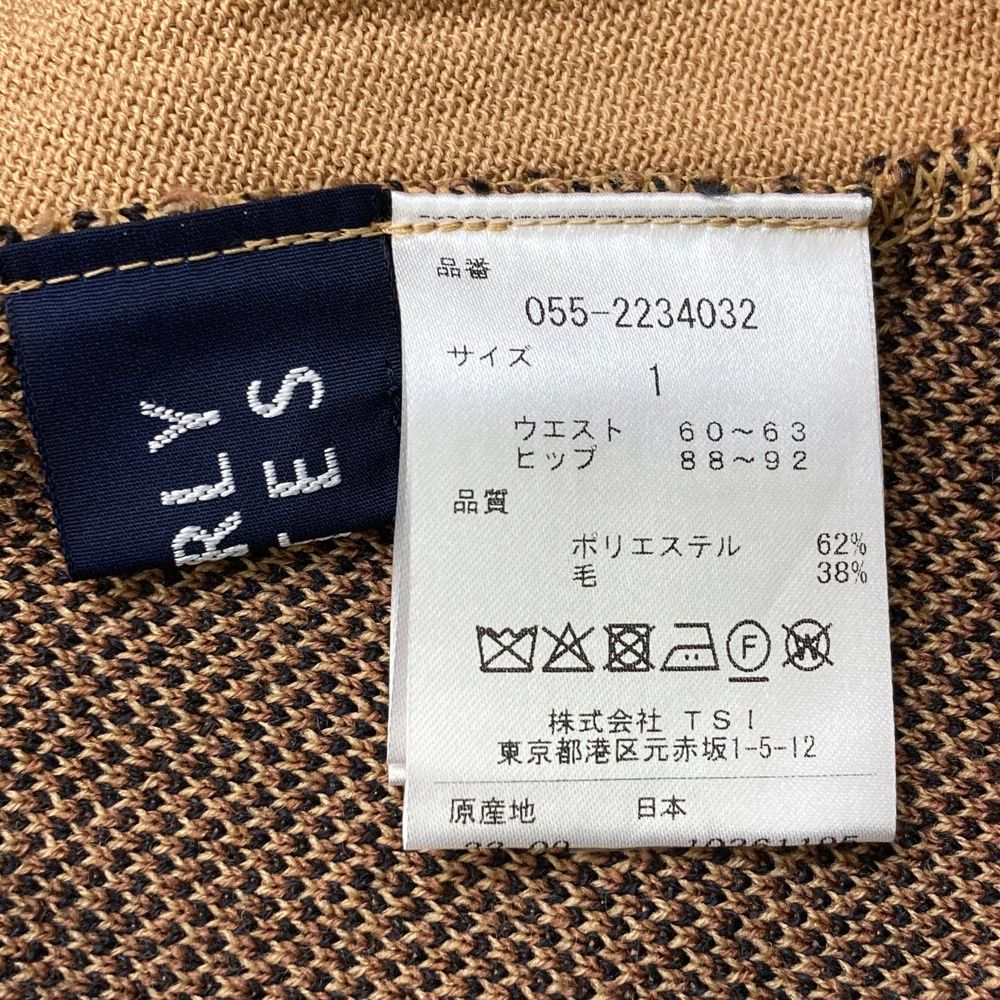 RLY
ES
品番
055-2234032
サイズ
1
ウエスト 60～63
ヒップ 88～92
品質
ポリエステル 62%
毛 38%
F
W
株式会社 TSI
東京都港区元赤坂1-5-12
原産地 日本